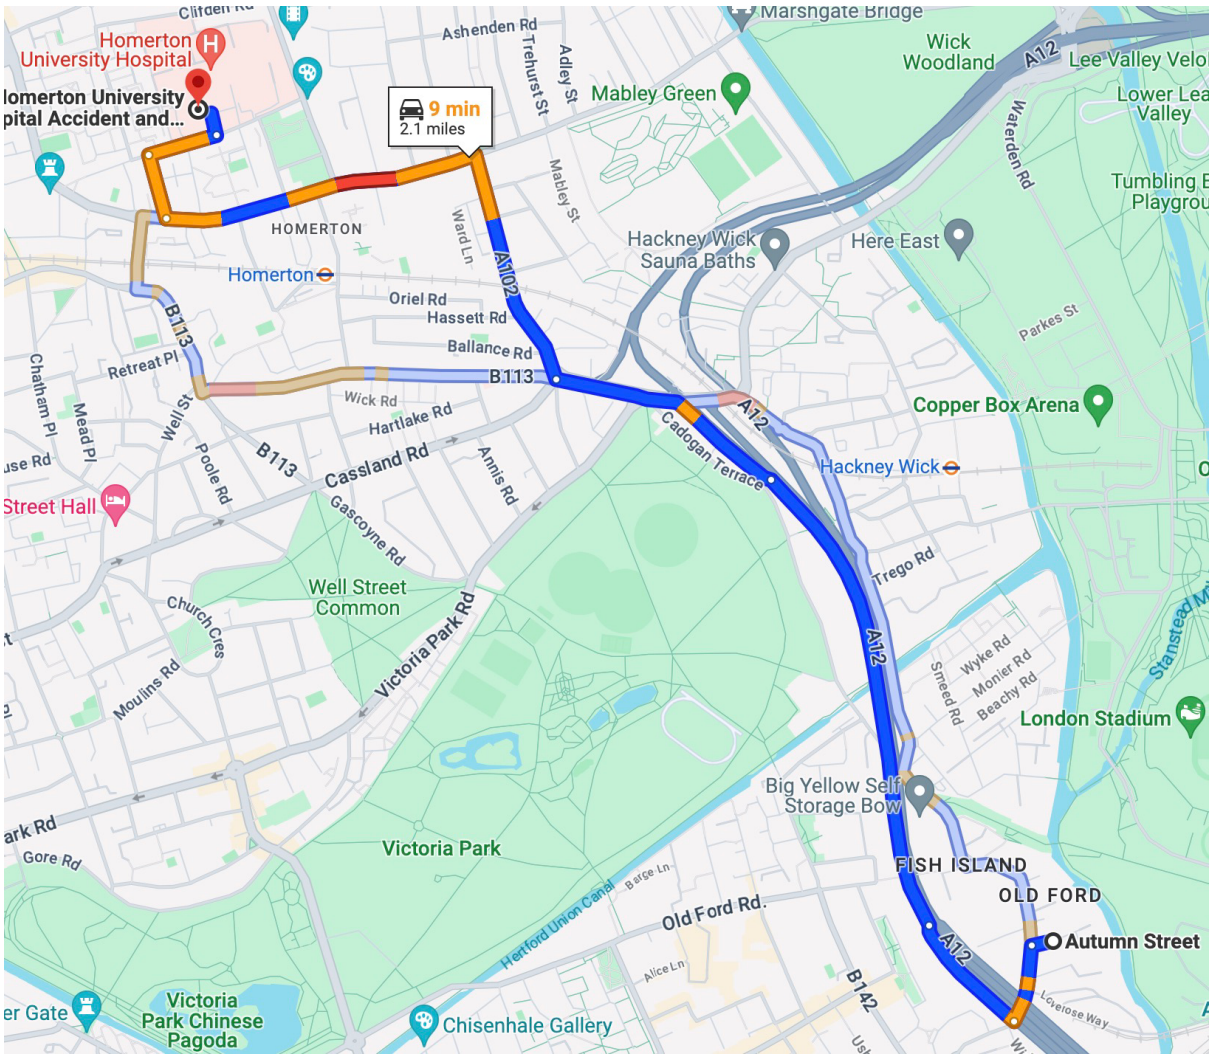 Clifden Rd
Marshgate Bridge
Ashenden Rd
Homerton
University Hospital
H
Trehurst St
Adley St
Wick
Woodland
A12
Lee Valley Velo
Homerton University
pital Accident and...
9 min
2.1 miles
Mabley Green
Lower Lea
Valley
Waterden Rd
Mabley St
Tumbling B
Playgrou
Ward Ln
HOMERTON
Hackney Wick
Sauna Baths
Here East
Homerton
A102
Oriel Rd
Hassett Rd
Parkes St
B113
Ballance Rd
Retreat Pl
Chatham Pl
B113
Wick Rd
Mead Pl
Well St
Hartlake Rd
A12
Copper Box Arena
Cadogan Terrace
B113
Cassland Rd
use Rd
Poole Rd
Annis Rd
Hackney Wick
Street Hall
Gascoyne Rd
Trego Rd
Well Street
Common
Church Cres
Victoria Park Rd
A12
Wyke Rd
Monier Rd
Beachy Rd
Smeed Rd
Stanstead Mi
Moulins Rd
London Stadium
Big Yellow Self
Storage Bow
ark Rd
Gore Rd
Victoria Park
FISH ISLAND
Barge Ln
OLD FORD
Old Ford Rd.
Hertford Union Canal
A12
Autumn Street
Alice Ln
B142
Victoria
Park Chinese
Pagoda
er Gate
Chisenhale Gallery
Loverose Way